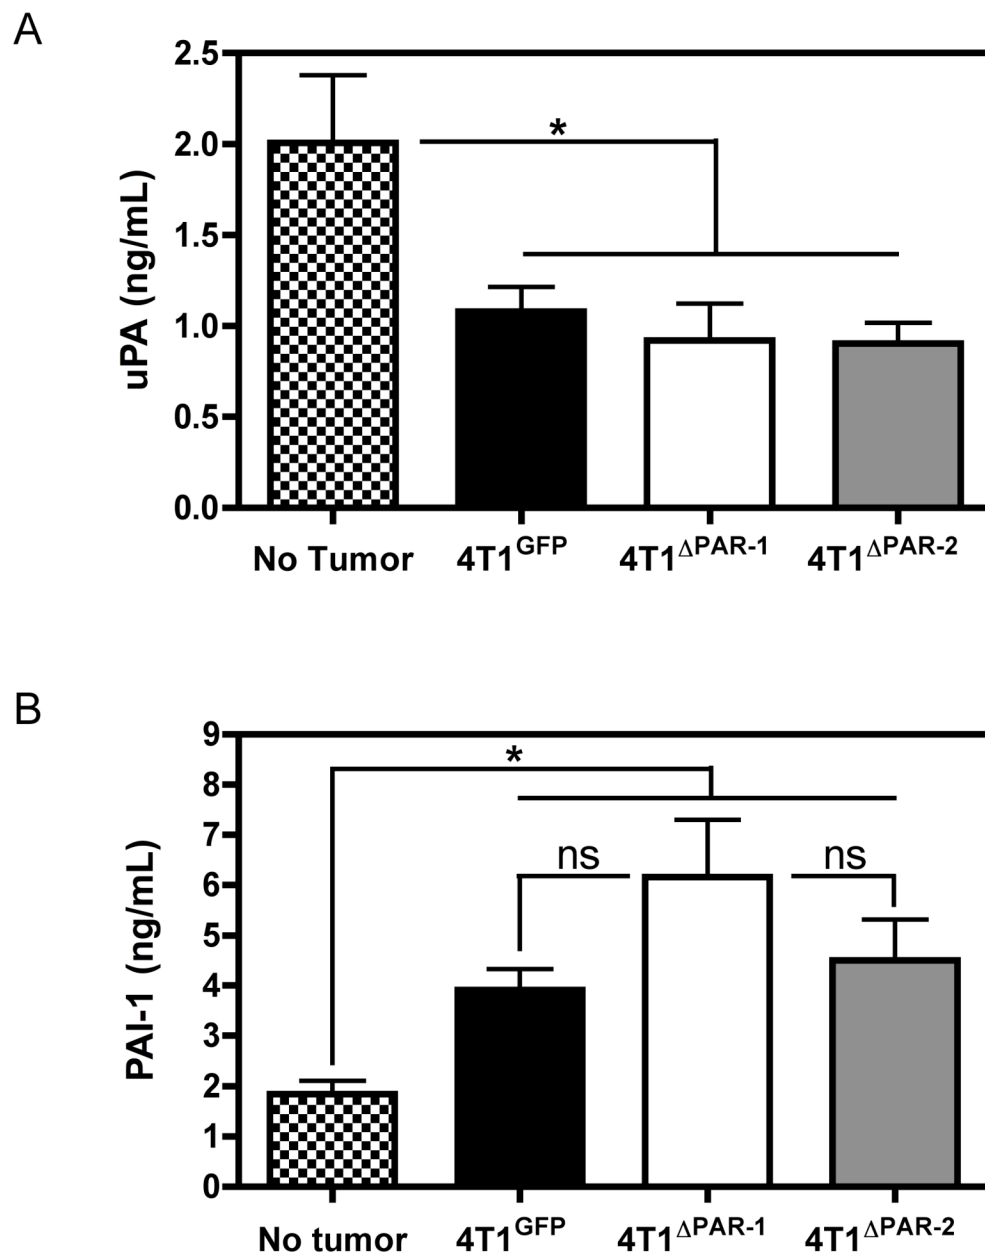 A
uPA (ng/mL)
2.5
2.0
1.5
1.0
0.5
0.0
*
No Tumor 4T1GFP 4T1ΔPAR-1 4T1ΔPAR-2
B
PAI-1 (ng/mL)
9
8
7
6
5
4
3
2
1
0
*
ns ns
No tumor 4T1GFP 4T1ΔPAR-1 4T1ΔPAR-2